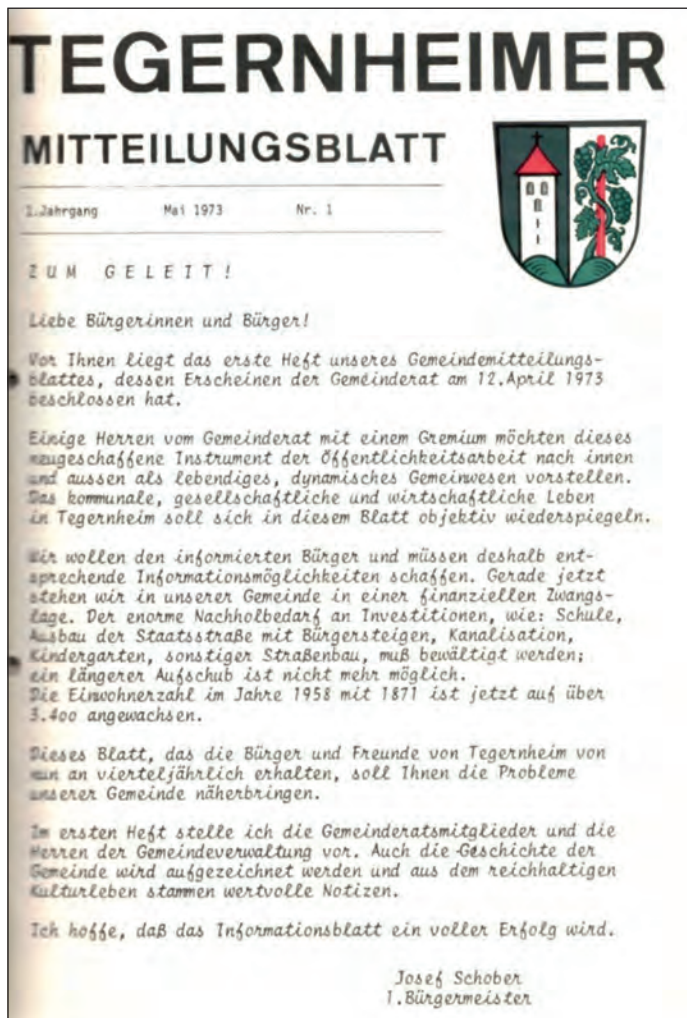 TEGERNHEIMER
MITTEILUNGSBLATT
1.Jahrgang Mai 1973 Nr. 1
ZUM GELEIT!
Liebe Bürgerinnen und Bürger!
Vor Ihnen liegt das erste Heft unseres Gemeindemitteilungs-
blattes, dessen Erscheinen der Gemeinderat am 12.April 1973
beschlossen hat.
Einige Herren vom Gemeinderat mit einem Gremium möchten dieses
neugeschaffene Instrument der Öffentlichkeitsarbeit nach innen
und aussen als lebendiges, dynamisches Gemeinwesen vorstellen.
Das kommunale, gesellschaftliche und wirtschaftliche Leben
in Tegernheim soll sich in diesem Blatt objektiv wiederspiegeln.
Wir wollen den informierten Bürger und müssen deshalb ent-
sprechende Informationsmöglichkeiten schaffen. Gerade jetzt
stehen wir in unserer Gemeinde in einer finanziellen Zwangs-
lage. Der enorme Nachholbedarf an Investitionen, wie: Schule,
Ausbau der Staatsstraße mit Bürgersteigen, Kanalisation,
Kindergarten, sonstiger Straßenbau, muß bewältigt werden;
ein längerer Aufschub ist nicht mehr möglich.
Die Einwohnerzahl im Jahre 1958 mit 1871 ist jetzt auf über
3.400 angewachsen.
Dieses Blatt, das die Bürger und Freunde von Tegernheim von
nun an vierteljährlich erhalten, soll Ihnen die Probleme
unserer Gemeinde näherbringen.
Im ersten Heft stelle ich die Gemeinderatsmitglieder und die
Herren der Gemeindeverwaltung vor. Auch die Geschichte der
Gemeinde wird aufgezeichnet werden und aus dem reichhaltigen
Kulturleben stammen wertvolle Notizen.
Ich hoffe, daß das Informationsblatt ein voller Erfolg wird.
Josef Schober
1.Bürgermeister